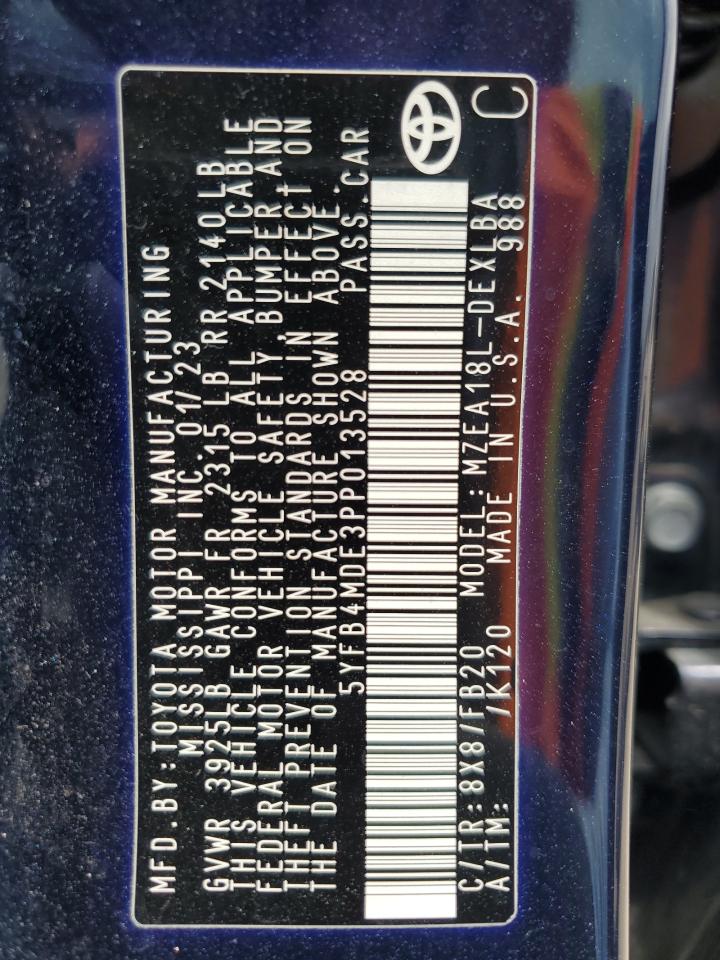 MFD.BY:TOYOTA MOTOR MANUFACTURING
MISSISSIPPI INC. 01/23
GVWR 3925LB GAWR FR 2315 LB RR 2140LB
THIS VEHICLE CONFORMS TO ALL APPLICABLE
FEDERAL MOTOR VEHICLE SAFETY, BUMPER AND
THEFT PREVENTION STANDARDS IN EFFECT ON
THE DATE OF MANUFACTURE SHOWN ABOVE.
5YFB4MDE3PP013528 PASS.CAR
C/TR:8X8/FB20 MODEL:MZEA18L-DEXLBA
A/TM: /K120 MADE IN U.S.A. 988
C